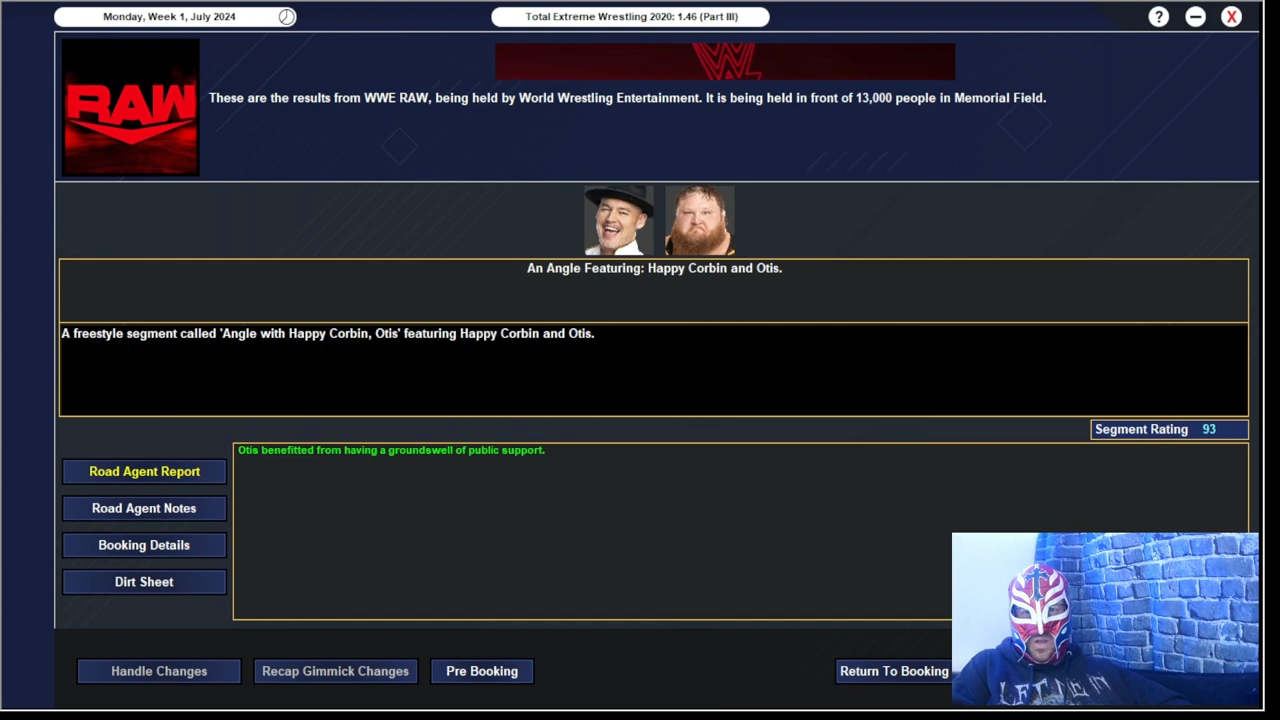 Monday, Week 1, July 2024
Total Extreme Wrestling 2020: 1.46 (Part III)
?
X
RAW
These are the results from WWE RAW, being held by World Wrestling Entertainment. It is being held in front of 13,000 people in Memorial Field.
An Angle Featuring: Happy Corbin and Otis.
A freestyle segment called 'Angle with Happy Corbin, Otis' featuring Happy Corbin and Otis.
Segment Rating 93
Road Agent Report
Otis benefitted from having a groundswell of public support.
Road Agent Notes
Booking Details
Dirt Sheet
Handle Changes
Recap Gimmick Changes
Pre Booking
Return To Booking